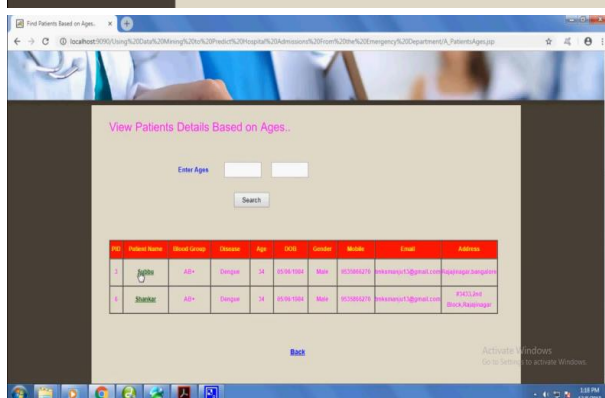 Find Patients Based on Ages..
localhost:9090/Using%20Data%20Mining%20to%20Predict%20Hospital%20Admissions%20From%20the%20Emergency%20Department/A_PatientsAges.jsp
View Patients Details Based on Ages..
Enter Ages
Search
PID Patient Name Blood Group Disease Age DOB Gender Mobile Email Address
AB+ Dengue 34 05/06/1984 Male 9535866270 tmksmanju13@gmail.com Rajajinagar,bangalore
6 Shankar AB+ Dengue 34 05/06/1984 Male 9535866270 tmksmanju13@gmail.com
Block,Rajajinagar
Back
Activate Windows
Go to Settings to activate Windows.
1:18 PM